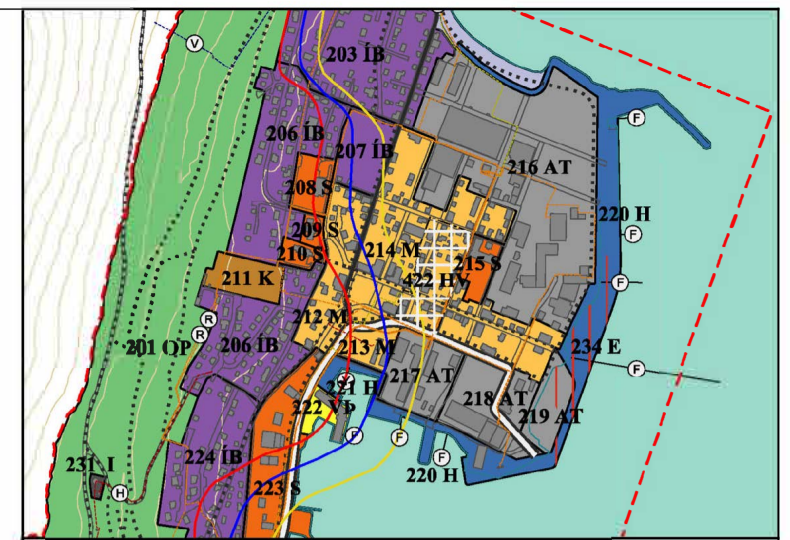 V
203 ÍB
206 ÍB
207 ÍB
F
216 AT
208 S
220 H
209 S
F
214 M
210 S
215 S
211 K
422 HV
F
212 M
R
R
201 OP
206 ÍB
213 M
234 E
F
217 AT
221 H
218 AT
222 VÞ
219 AT
F
F
F
224 ÍB
231 I
220 H
223 S
H